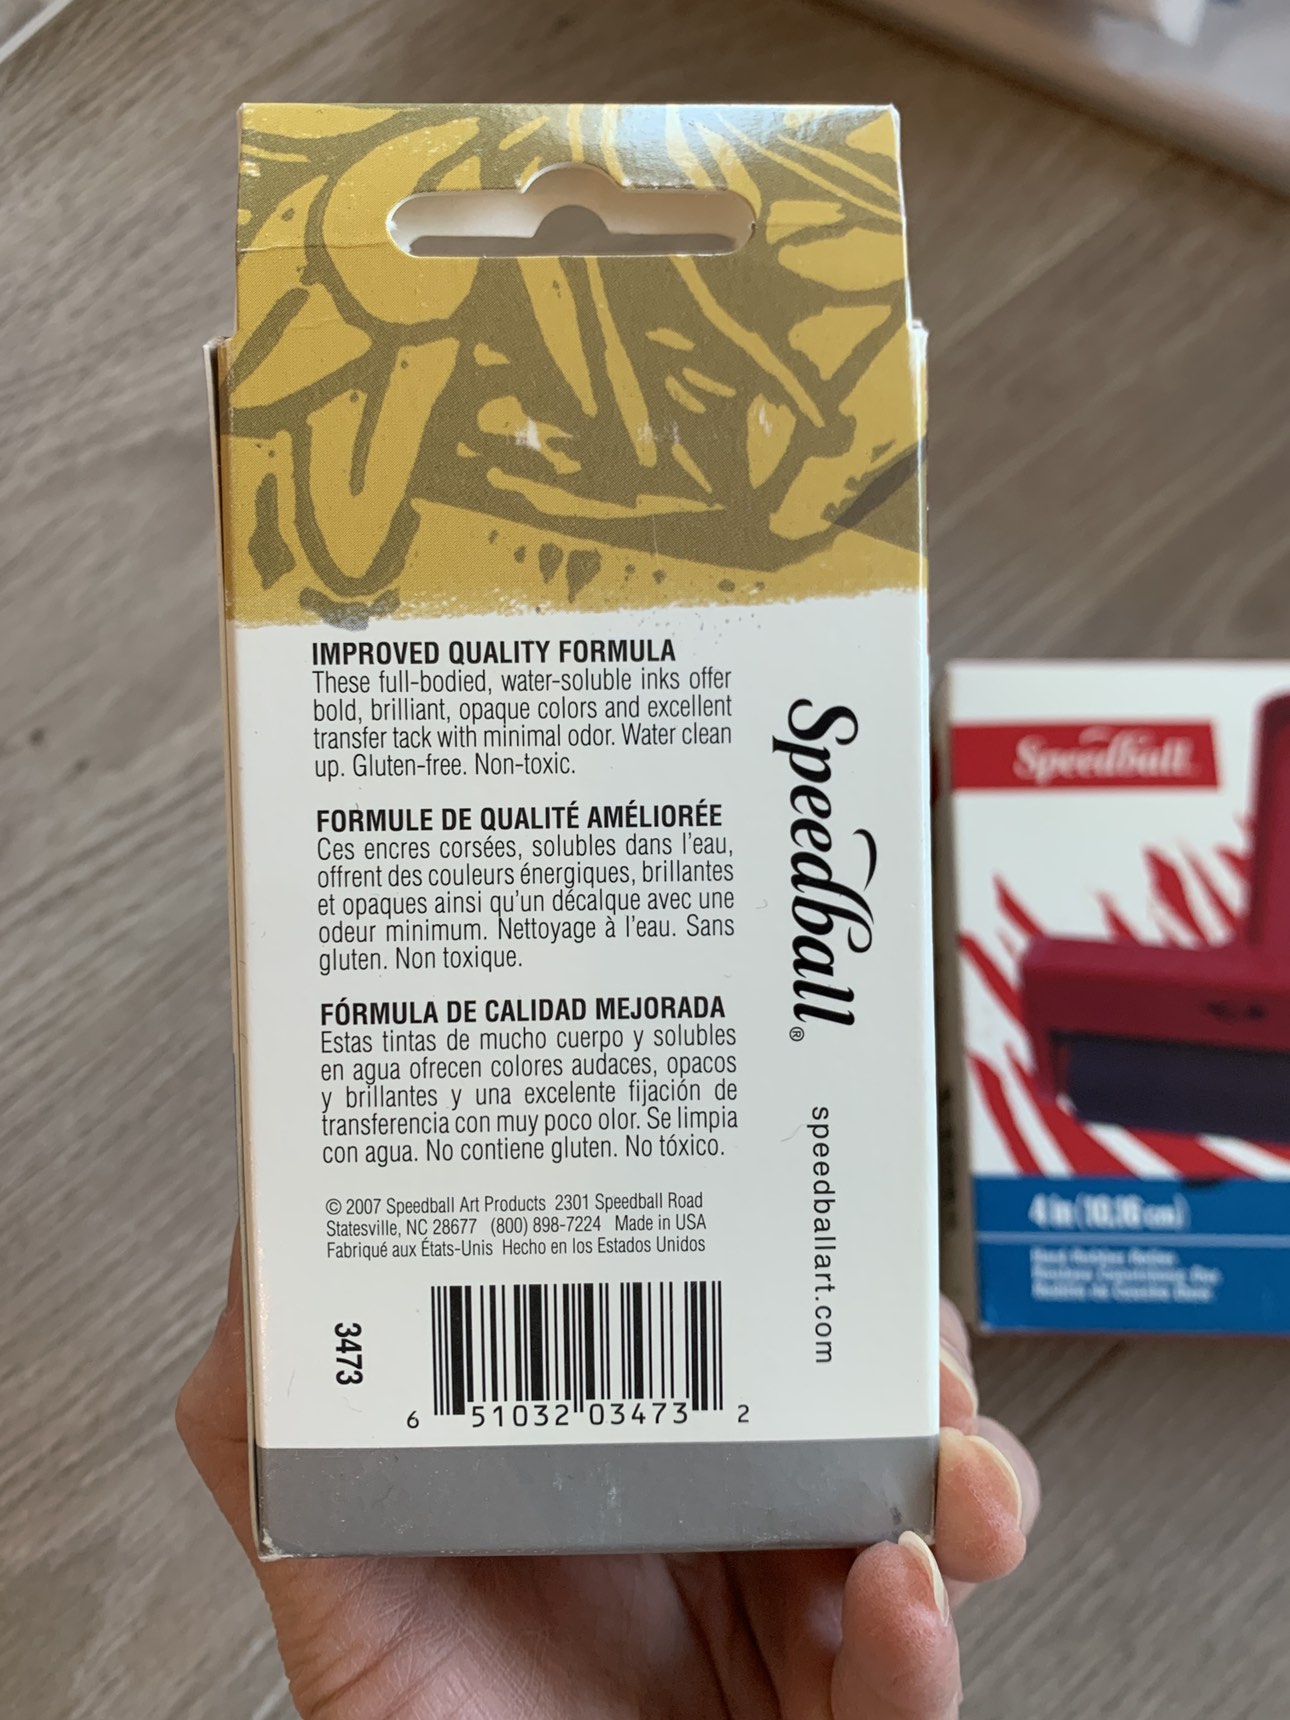 IMPROVED QUALITY FORMULA
These full-bodied, water-soluble inks offer
bold, brilliant, opaque colors and excellent
transfer tack with minimal odor. Water clean
up. Gluten-free. Non-toxic.
FORMULE DE QUALITÉ AMÉLIORÉE
Ces encres corsées, solubles dans l'eau,
offrent des couleurs énergiques, brillantes
et opaques ainsi qu'un décalque avec une
odeur minimum. Nettoyage à l'eau. Sans
gluten. Non toxique.
FÓRMULA DE CALIDAD MEJORADA
Estas tintas de mucho cuerpo y solubles
en agua ofrecen colores audaces, opacos
y brillantes y una excelente fijación de
transferencia con muy poco olor. Se limpia
con agua. No contiene gluten. No tóxico.
© 2007 Speedball Art Products 2301 Speedball Road
Statesville, NC 28677 (800) 898-7224 Made in USA
Fabriqué aux États-Unis Hecho en los Estados Unidos
3473
6 51032 03473 2
Speedball®
speedballart.com
Speedball
4 in (10.16 cm)